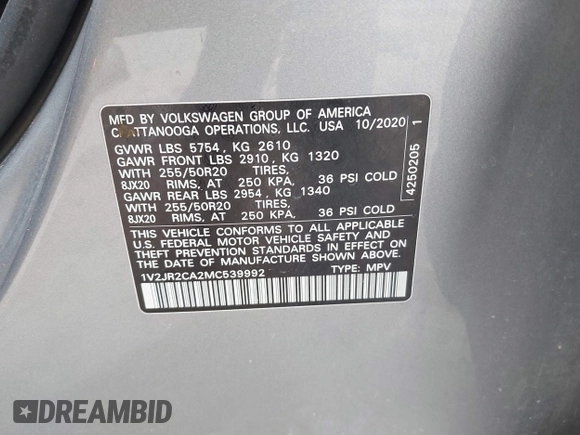 MFD BY VOLKSWAGEN GROUP OF AMERICA
CHATTANOOGA OPERATIONS, LLC. USA 10/2020 1
GVWR LBS 5754, KG 2610
GAWR FRONT LBS 2910, KG 1320
WITH 255/50R20 TIRES,
8JX20 RIMS, AT 250 KPA, 36 PSI COLD
GAWR REAR LBS 2954, KG 1340
WITH 255/50R20 TIRES,
8JX20 RIMS, AT 250 KPA, 36 PSI COLD
4250205
THIS VEHICLE CONFORMS TO ALL APPLICABLE
U.S. FEDERAL MOTOR VEHICLE SAFETY AND
THEFT PREVENTION STANDARDS IN EFFECT ON
THE DATE OF MANUFACTURE SHOWN ABOVE.
1V2JR2CA2MC539992 TYPE: MPV
DREAMBID